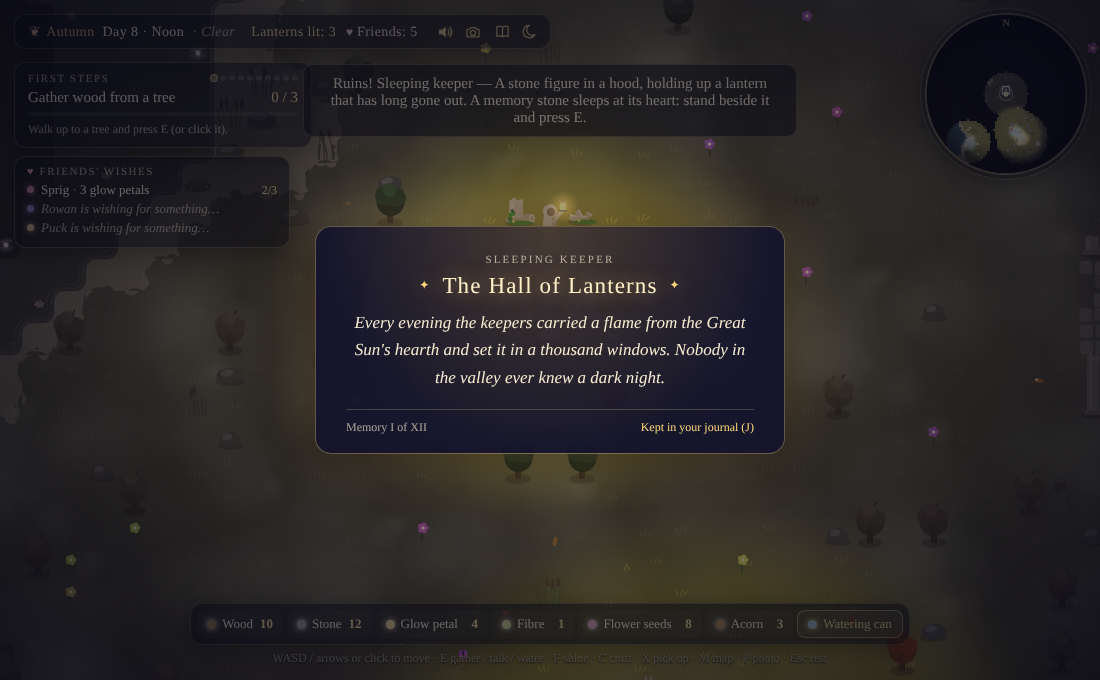 Autumn Day 8 · Noon · Clear Lanterns lit: 3 ♥ Friends: 5
N
FIRST STEPS
Gather wood from a tree 0 / 3
Walk up to a tree and press E (or click it).
Ruins! Sleeping keeper — A stone figure in a hood, holding up a lantern
that has long gone out. A memory stone sleeps at its heart: stand beside it
and press E.
♥ FRIENDS' WISHES
Sprig · 3 glow petals 2/3
Rowan is wishing for something…
Puck is wishing for something…
SLEEPING KEEPER
The Hall of Lanterns
Every evening the keepers carried a flame from the Great
Sun's hearth and set it in a thousand windows. Nobody in
the valley ever knew a dark night.
Memory I of XII Kept in your journal (J)
Wood 10 Stone 12 Glow petal 4 Fibre 1 Flower seeds 8 Acorn 3 Watering can
WASD / arrows or click to move · E gather / talk / water · F shine · C craft · X pick up · M map · P photo · Esc rest